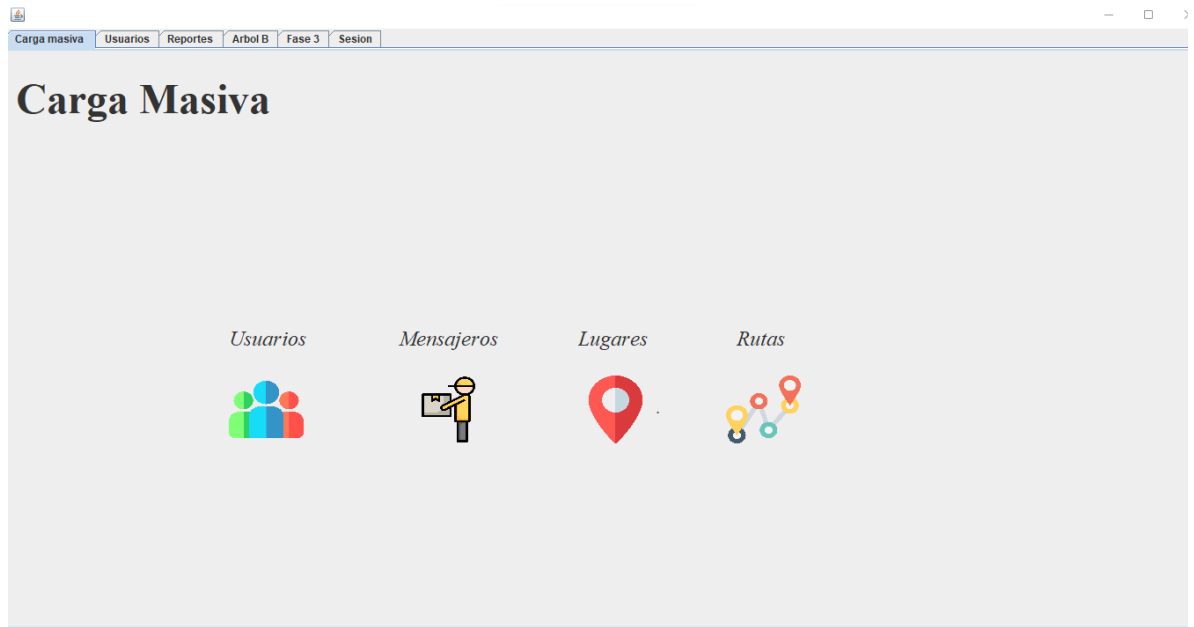 Carga masiva Usuarios Reportes Arbol B Fase 3 Sesion
Carga Masiva
Usuarios Mensajeros Lugares Rutas
.